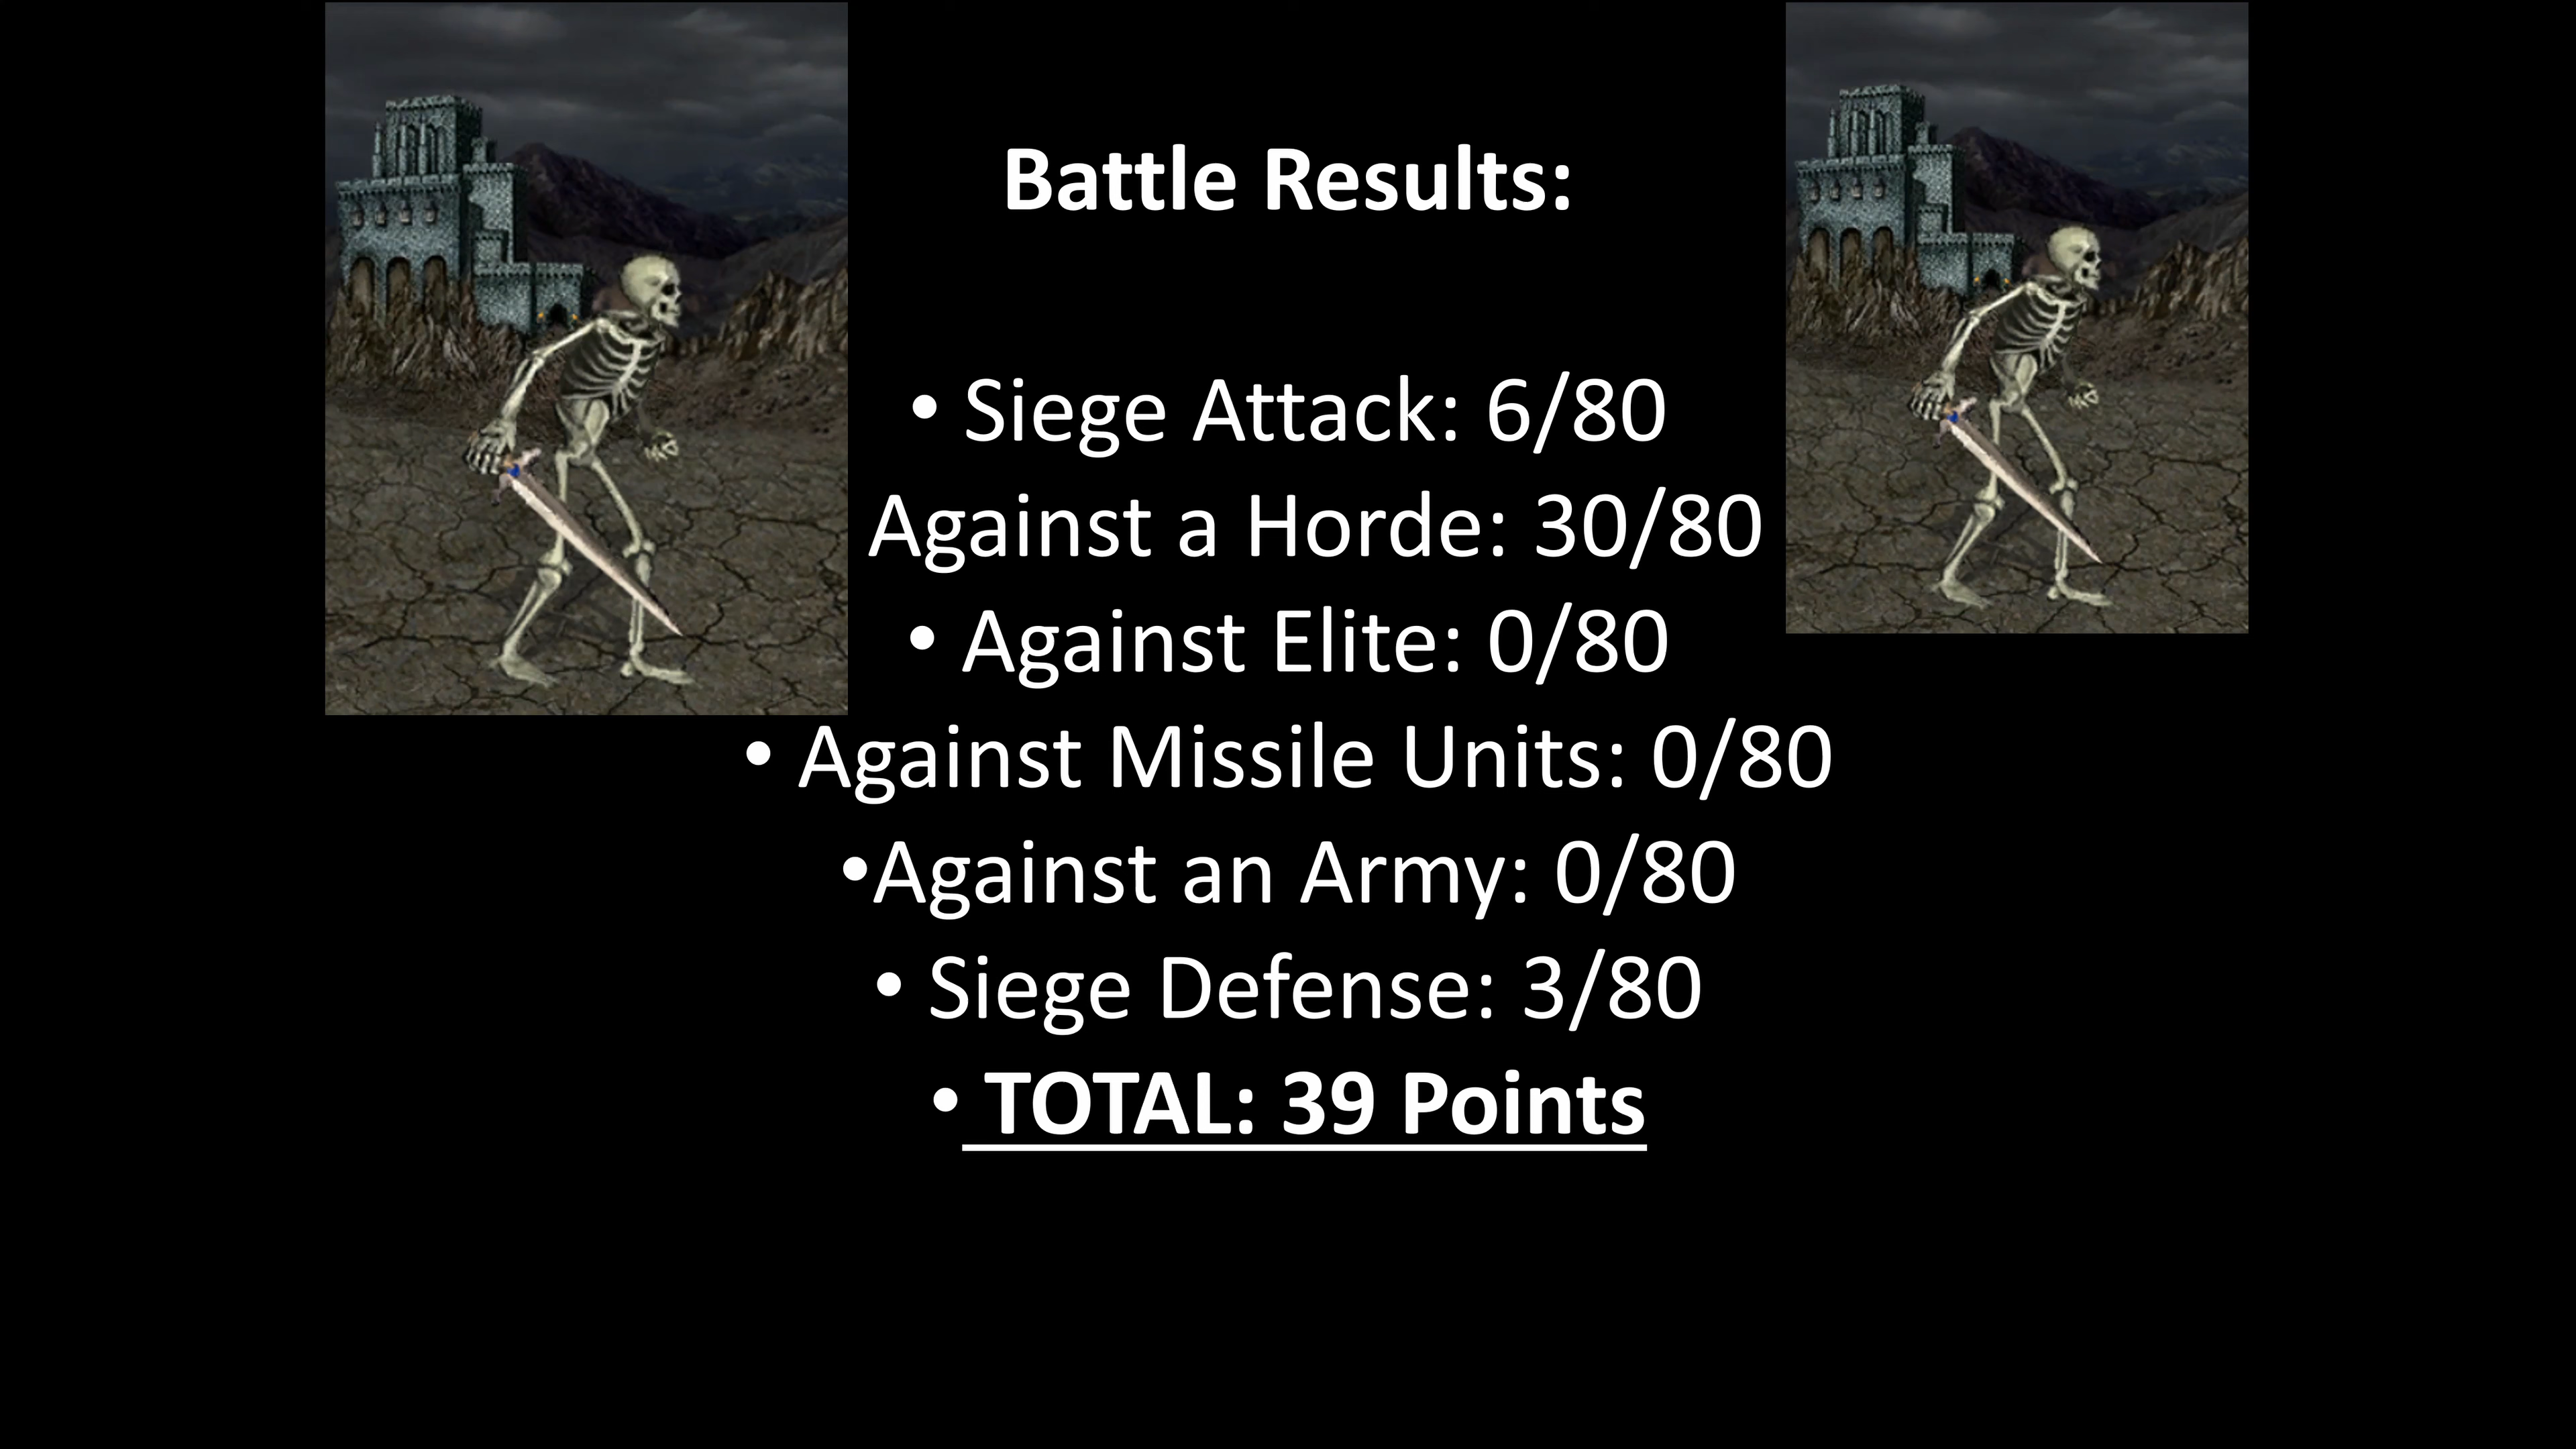 Battle Results:
• Siege Attack: 6/80
Against a Horde: 30/80
• Against Elite: 0/80
• Against Missile Units: 0/80
•Against an Army: 0/80
• Siege Defense: 3/80
• TOTAL: 39 Points